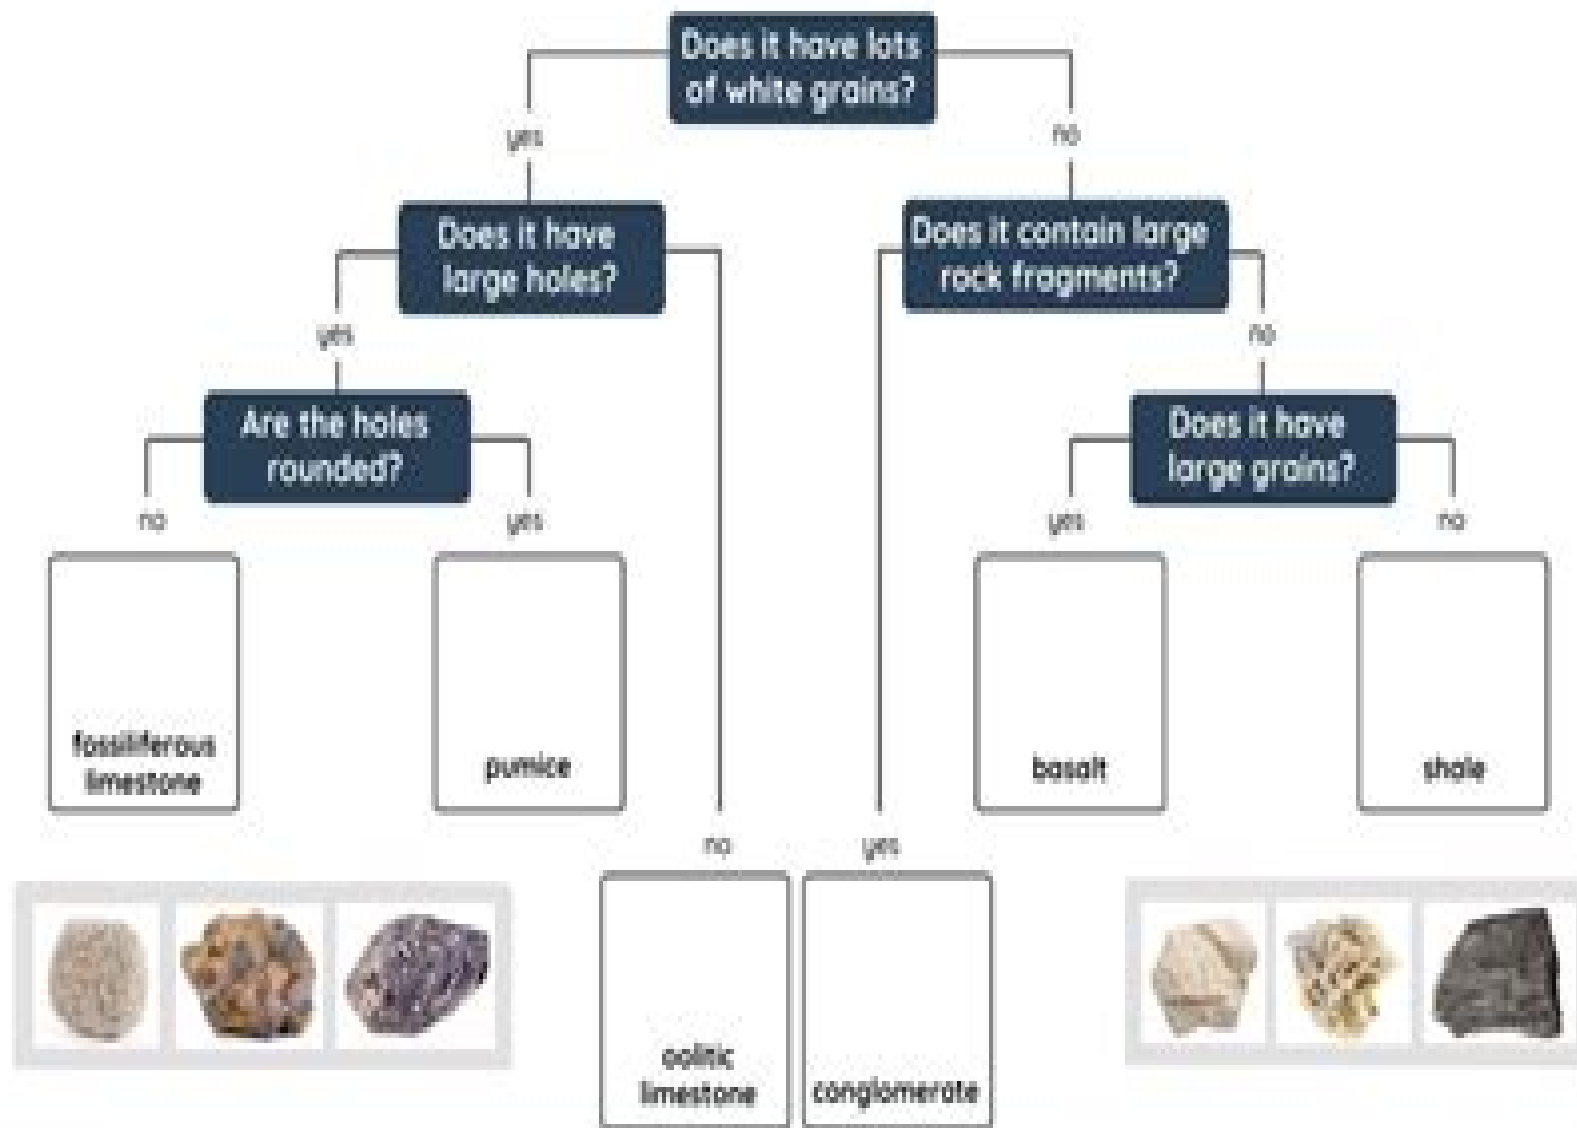 Does it have lots
of white grains?
yes
no
Does it have
large holes?
Does it contain large
rock fragments?
yes
no
Are the holes
rounded?
Does it have
large grains?
no
yes
yes
no
fossiliferous
limestone
pumice
basalt
shale
no
yes
oolitic
limestone
conglomerate